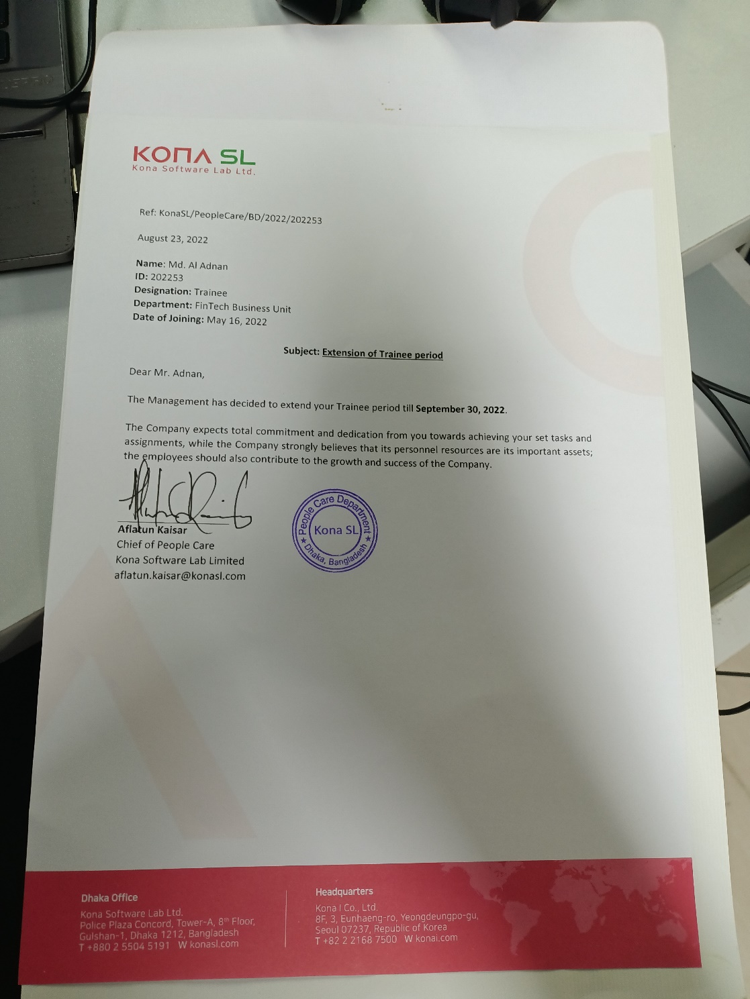 KONA SL
Kona Software Lab Ltd.
Ref: KonaSL/PeopleCare/BD/2022/202253
August 23, 2022
Name: Md. Al Adnan
ID: 202253
Designation: Trainee
Department: FinTech Business Unit
Date of Joining: May 16, 2022
Subject: Extension of Trainee period
Dear Mr. Adnan,
The Management has decided to extend your Trainee period till September 30, 2022.
The Company expects total commitment and dedication from you towards achieving your set tasks and
assignments, while the Company strongly believes that its personnel resources are its important assets;
the employees should also contribute to the growth and success of the Company.
Aflatun Kaisar
Chief of People Care
Kona Software Lab Limited
aflatun.kaisar@konasl.com
People Care Department
Kona SL
★ Dhaka, Bangladesh ★
Dhaka Office
Kona Software Lab Ltd.
Police Plaza Concord, Tower-A, 8th Floor,
Gulshan-1, Dhaka 1212, Bangladesh
T +880 2 5504 5191 W konasl.com
Headquarters
Kona I Co., Ltd.
8F, 3, Eunhaeng-ro, Yeongdeungpo-gu,
Seoul 07237, Republic of Korea
T +82 2 2168 7500 W konai.com